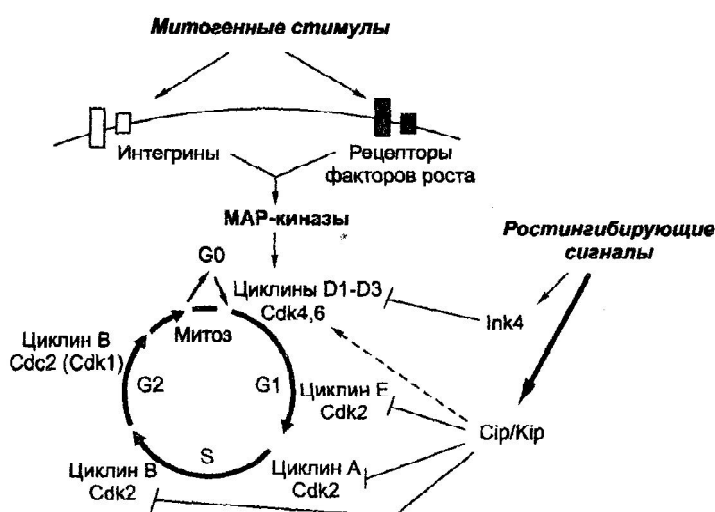 Митогенные стимулы
Интегрины
Рецепторы
факторов роста
МАР-киназы
Ростингибирующие
сигналы
G0
Циклины D1-D3
Cdk4,6
Ink4
Митоз
Циклин В
Cdc2 (Cdk1)
G2
G1
Циклин E
Cdk2
Cip/Kip
S
Циклин В
Cdk2
Циклин А
Cdk2